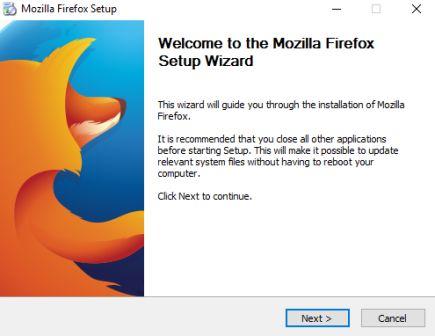 Mozilla Firefox Setup
Welcome to the Mozilla Firefox
Setup Wizard
This wizard will guide you through the installation of Mozilla
Firefox.
It is recommended that you close all other applications
before starting Setup. This will make it possible to update
relevant system files without having to reboot your
computer.
Click Next to continue.
Next >
Cancel